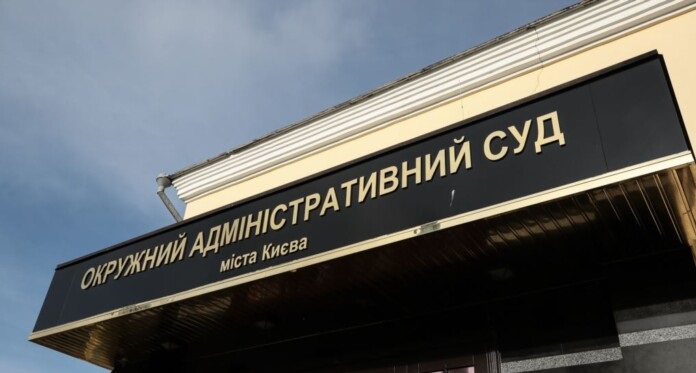 ОКРУЖНИЙ АДМІНІСТРАТИВНИЙ СУД
міста Києва